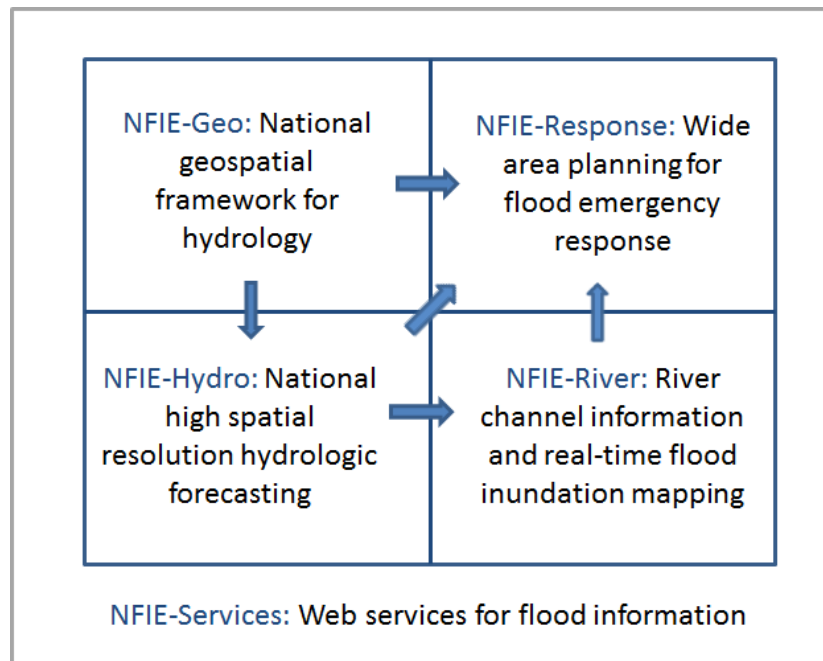 NFIE-Geo: National
geospatial
framework for
hydrology
NFIE-Response: Wide
area planning for
flood emergency
response
NFIE-Hydro: National
high spatial
resolution hydrologic
forecasting
NFIE-River: River
channel information
and real-time flood
inundation mapping
NFIE-Services: Web services for flood information